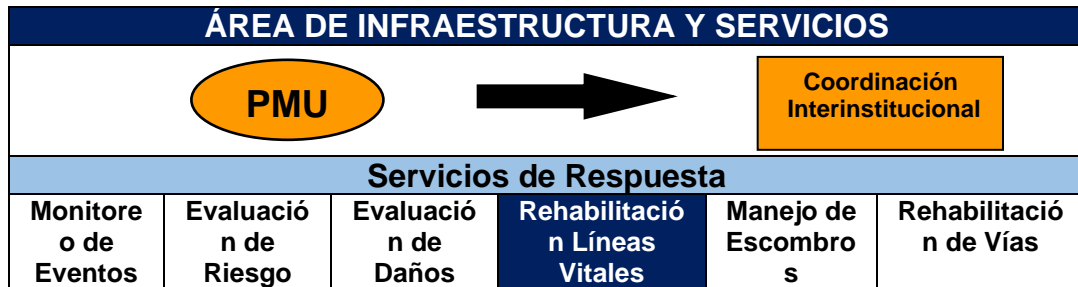 ÁREA DE INFRAESTRUCTURA Y SERVICIOS
PMU
Coordinación
Interinstitucional
Servicios de Respuesta
Monitore
o de
Eventos
Evaluació
n de
Riesgo
Evaluació
n de
Daños
Rehabilitació
n Líneas
Vitales
Manejo de
Escombro
s
Rehabilitació
n de Vías